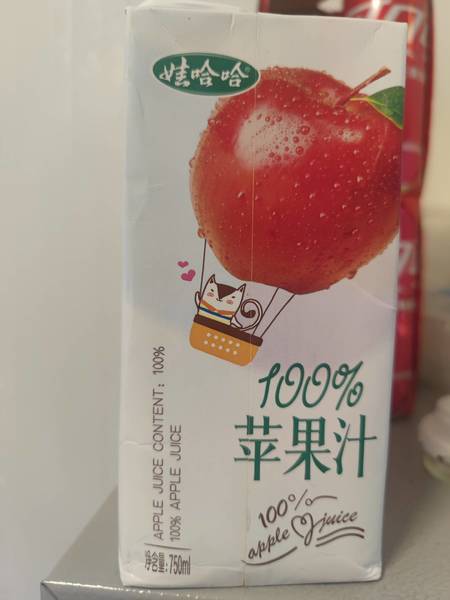 娃哈哈®
100%
苹果汁
100%
apple juice
APPLE JUICE CONTENT: 100%
100% APPLE JUICE
净含量:750ml